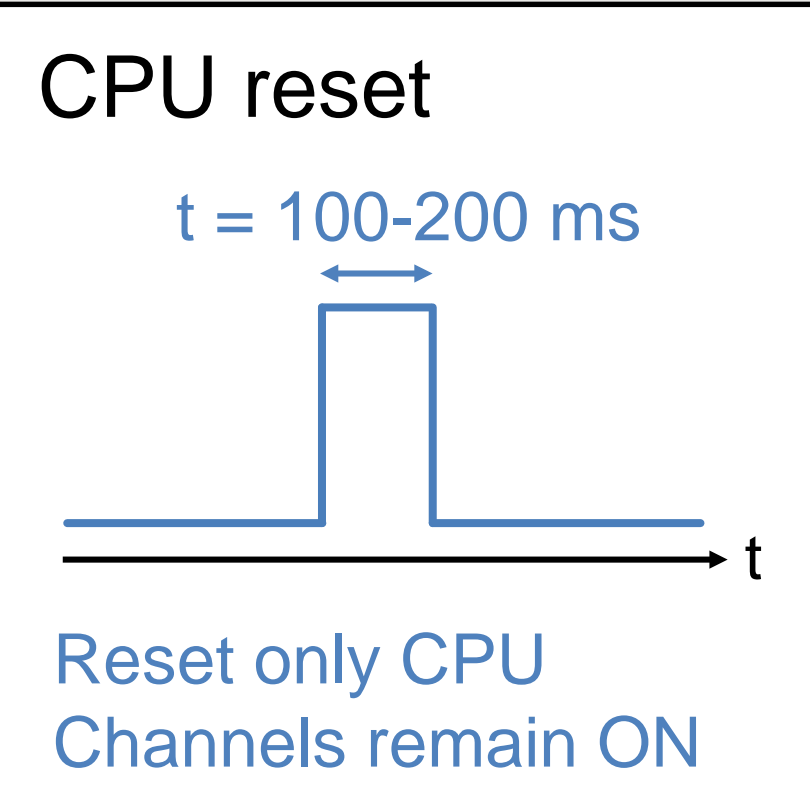 CPU reset
t = 100-200 ms
t
Reset only CPU
Channels remain ON